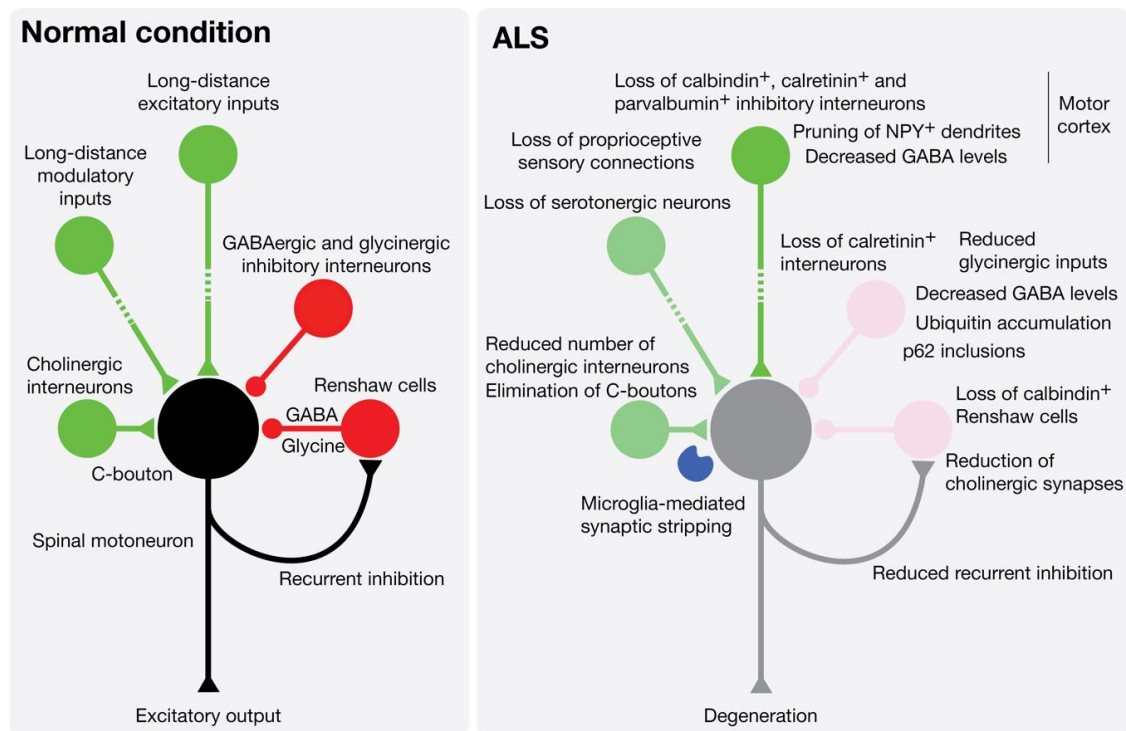 Normal condition
Long-distance
excitatory inputs
Long-distance
modulatory
inputs
GABAergic and glycinergic
inhibitory interneurons
Cholinergic
interneurons
Renshaw cells
GABA
Glycine
C-bouton
Spinal motoneuron
Recurrent inhibition
Excitatory output
ALS
Loss of calbindin⁺, calretinin⁺ and
parvalbumin⁺ inhibitory interneurons
Pruning of NPY⁺ dendrites
Decreased GABA levels
Motor
cortex
Loss of proprioceptive
sensory connections
Loss of serotonergic neurons
Loss of calretinin⁺
interneurons
Reduced
glycinergic inputs
Decreased GABA levels
Ubiquitin accumulation
p62 inclusions
Reduced number of
cholinergic interneurons
Elimination of C-boutons
Loss of calbindin⁺
Renshaw cells
Reduction of
cholinergic synapses
Microglia-mediated
synaptic stripping
Reduced recurrent inhibition
Degeneration